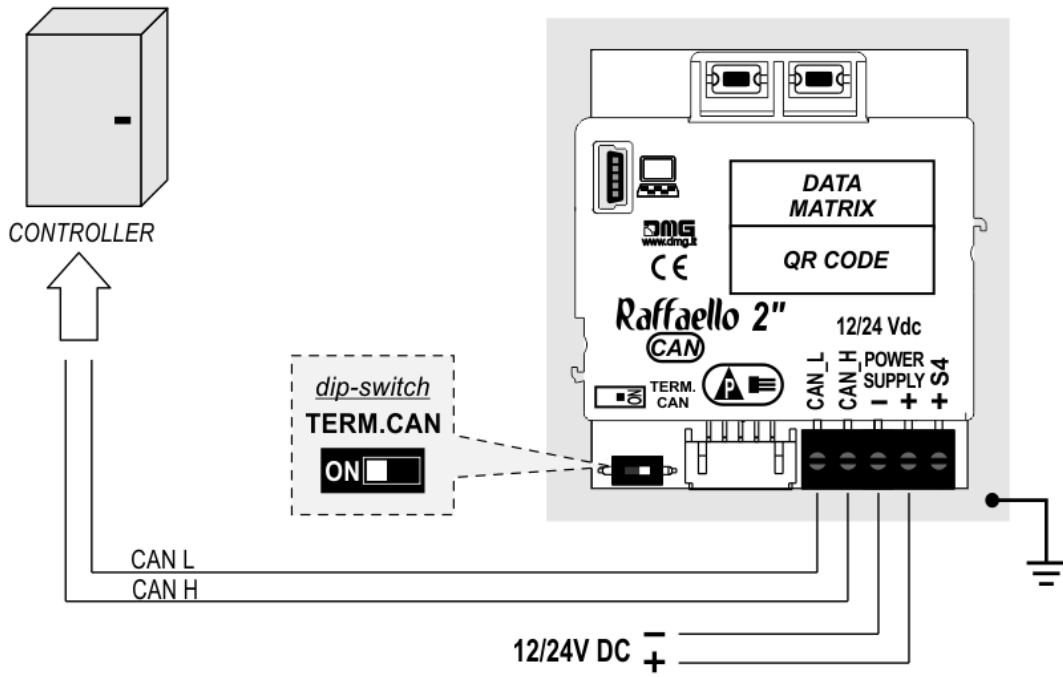 CONTROLLER
DATA
MATRIX
QR CODE
DMG
www.dmg.it
CE
Raffaello 2"
CAN
12/24 Vdc
CAN_L
CAN_H
POWER
SUPPLY
- + + S4
ON
TERM.
CAN
P
dip-switch
TERM.CAN
ON
CAN L
CAN H
12/24V DC - +